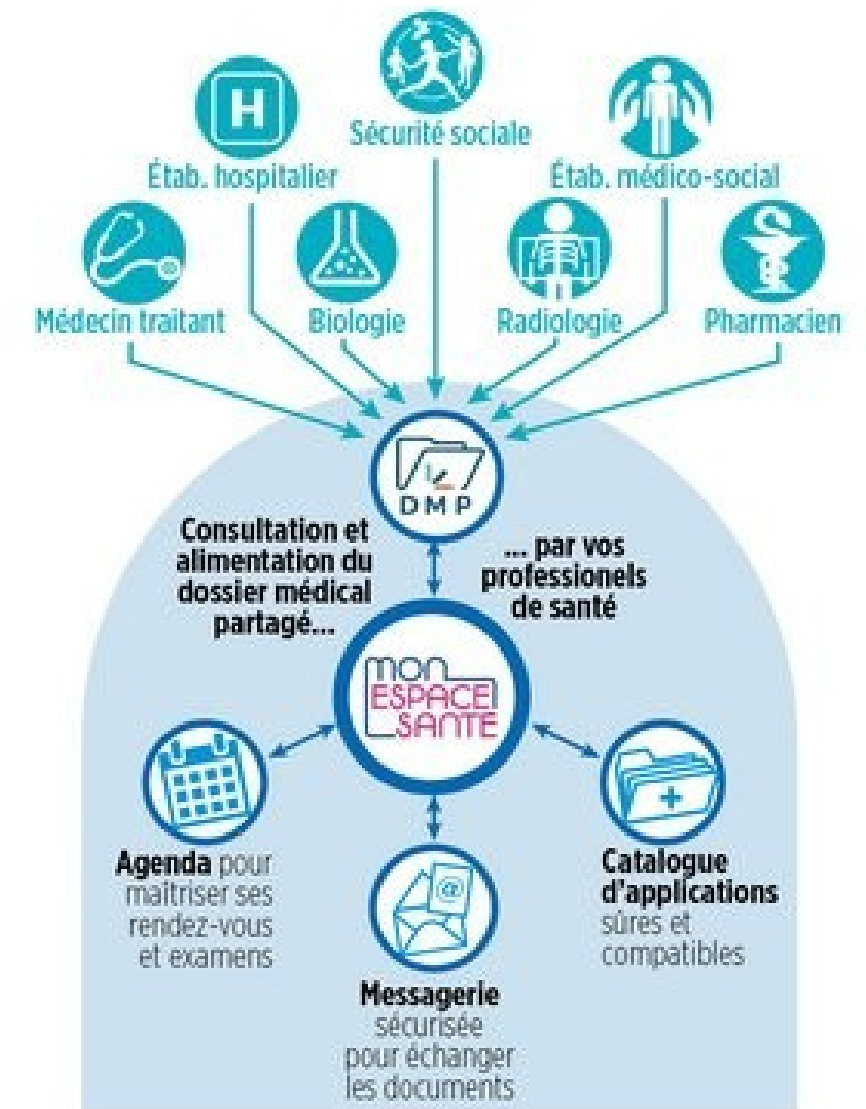 H
Sécurité sociale
Étab. hospitalier
Étab. médico-social
Médecin traitant
Biologie
Radiologie
Pharmacien
DMP
Consultation et
alimentation du
dossier médical
partagé...
... par vos
professionels
de santé
mon
ESPACE
SANTE
Agenda pour
maîtriser ses
rendez-vous
et examens
@
Messagerie
sécurisée
pour échanger
les documents
Catalogue
d'applications
sûres et
compatibles